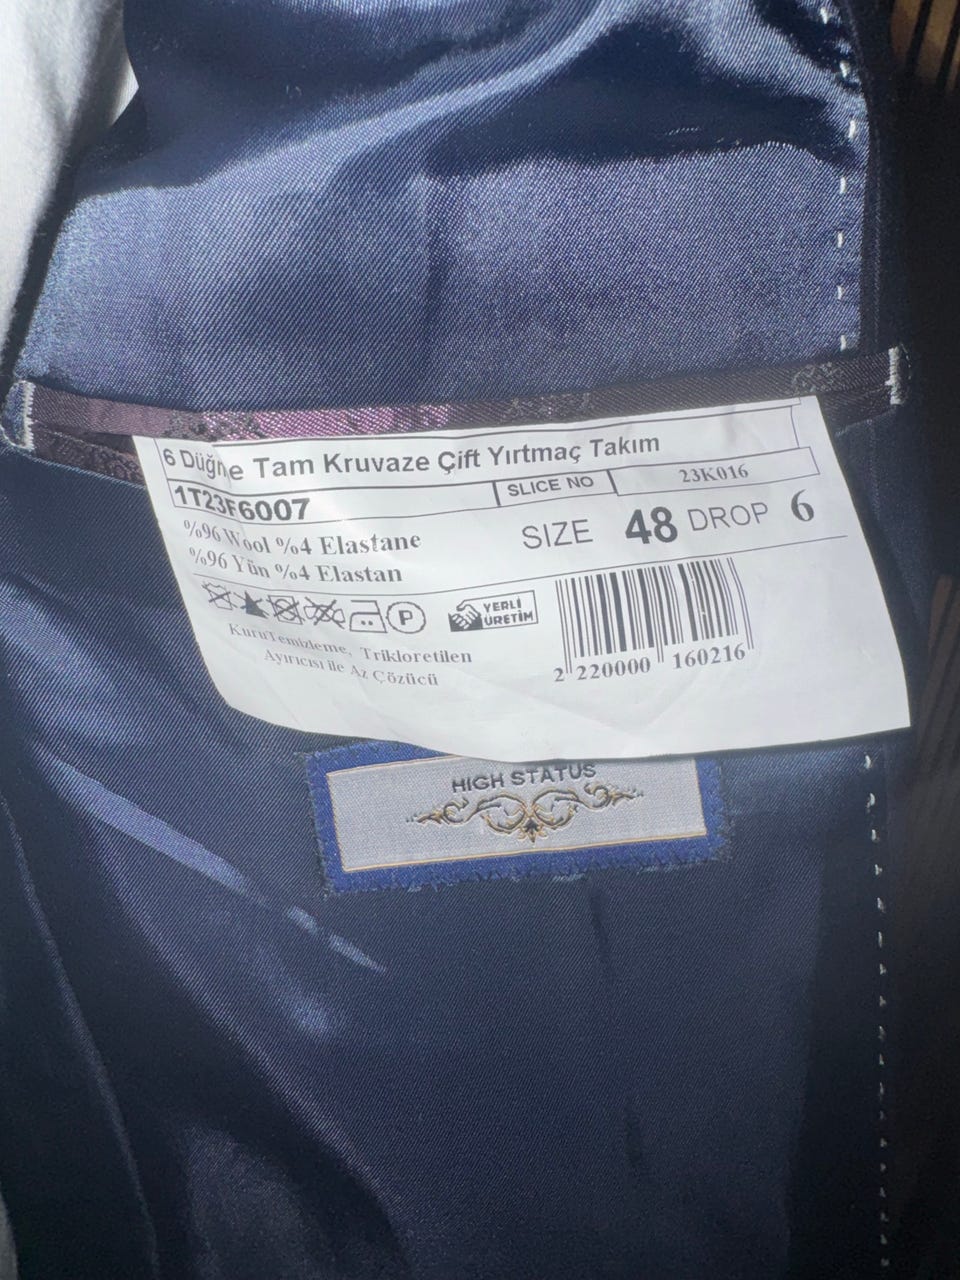 6 Düğme Tam Kruvaze Çift Yırtmaç Takım
1T23F6007 SLICE NO 23K016
%96 Wool %4 Elastane
%96 Yün %4 Elastan
SIZE 48 DROP 6
P
YERLİ
ÜRETİM
KuruTemizleme, Trikloretilen
Ayırıcısı ile Az Çözücü
2 220000 160216
HIGH STATUS